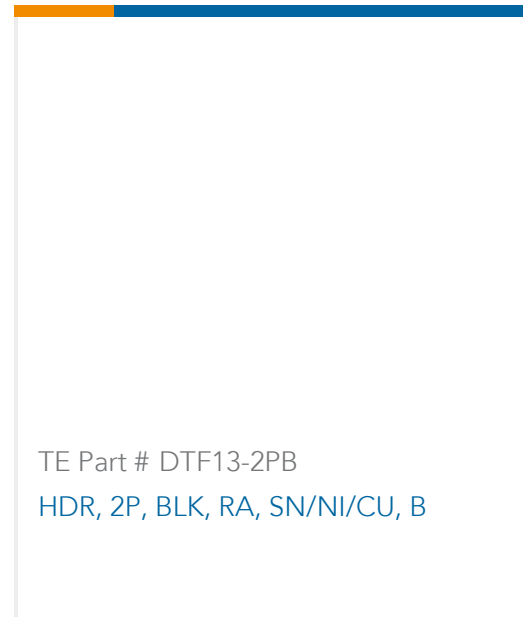 TE Part # DTF13-2PB
HDR, 2P, BLK, RA, SN/NI/CU, B